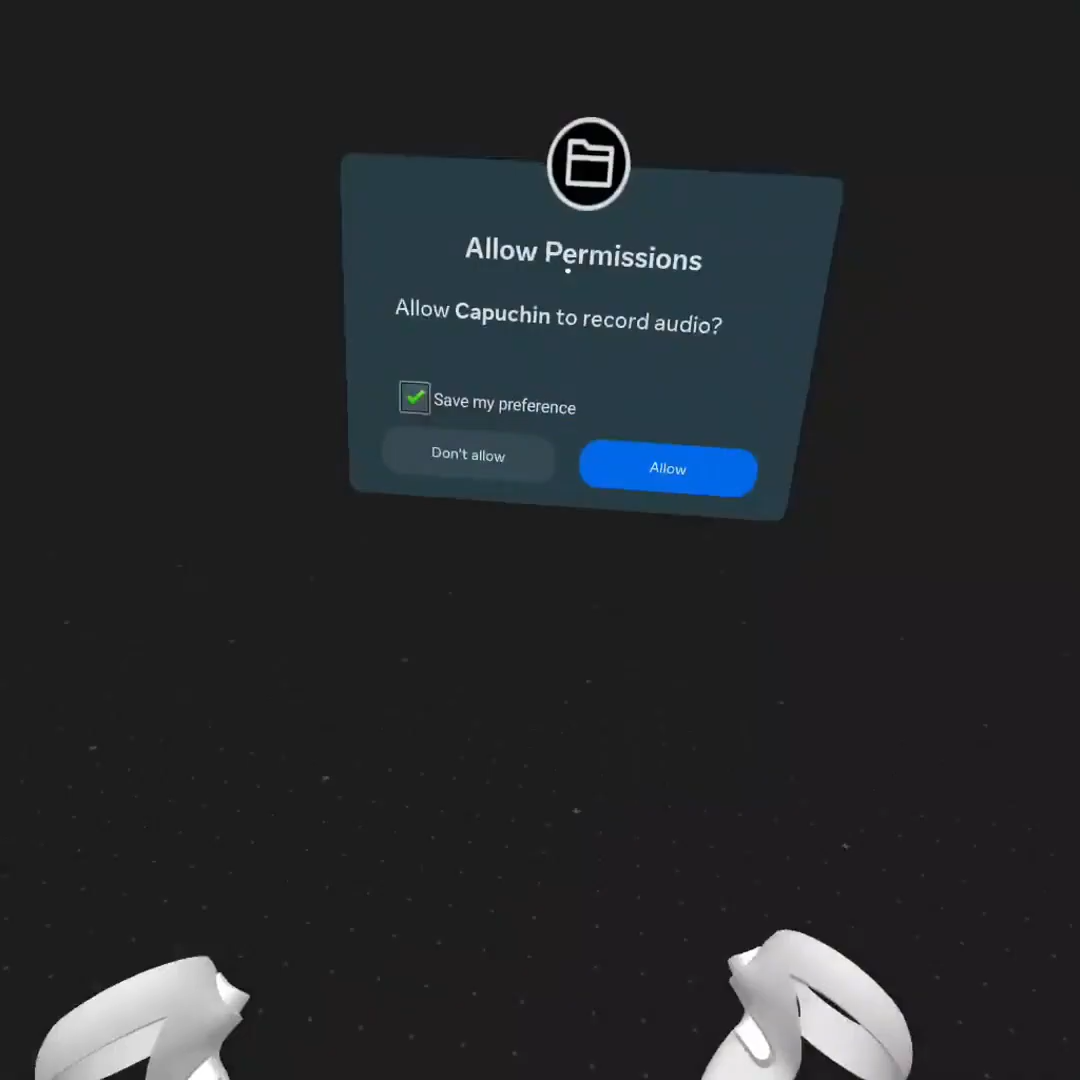 Allow Permissions
Allow Capuchin to record audio?
Save my preference
Don't allow
Allow